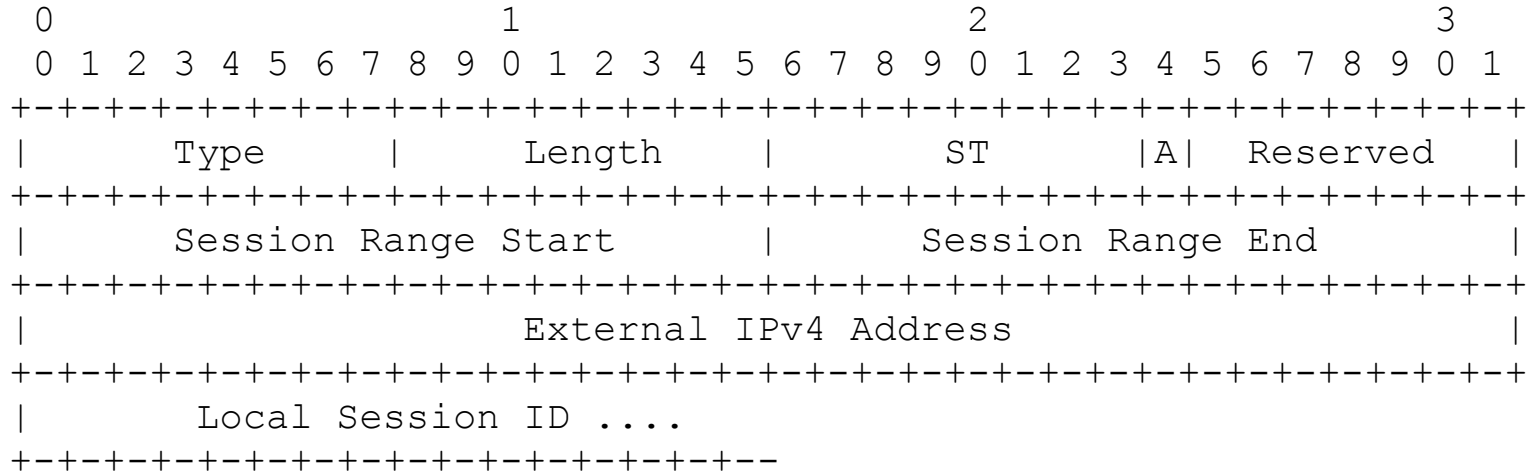 0                   1                   2                   3
 0 1 2 3 4 5 6 7 8 9 0 1 2 3 4 5 6 7 8 9 0 1 2 3 4 5 6 7 8 9 0 1
+-+-+-+-+-+-+-+-+-+-+-+-+-+-+-+-+-+-+-+-+-+-+-+-+-+-+-+-+-+-+-+-+
|      Type     |     Length    |       ST      |A|  Reserved   |
+-+-+-+-+-+-+-+-+-+-+-+-+-+-+-+-+-+-+-+-+-+-+-+-+-+-+-+-+-+-+-+-+
|      Session Range Start      |      Session Range End        |
+-+-+-+-+-+-+-+-+-+-+-+-+-+-+-+-+-+-+-+-+-+-+-+-+-+-+-+-+-+-+-+-+
|                     External IPv4 Address                     |
+-+-+-+-+-+-+-+-+-+-+-+-+-+-+-+-+-+-+-+-+-+-+-+-+-+-+-+-+-+-+-+-+
|       Local Session ID ....
+-+-+-+-+-+-+-+-+-+-+-+-+-+-+-+--